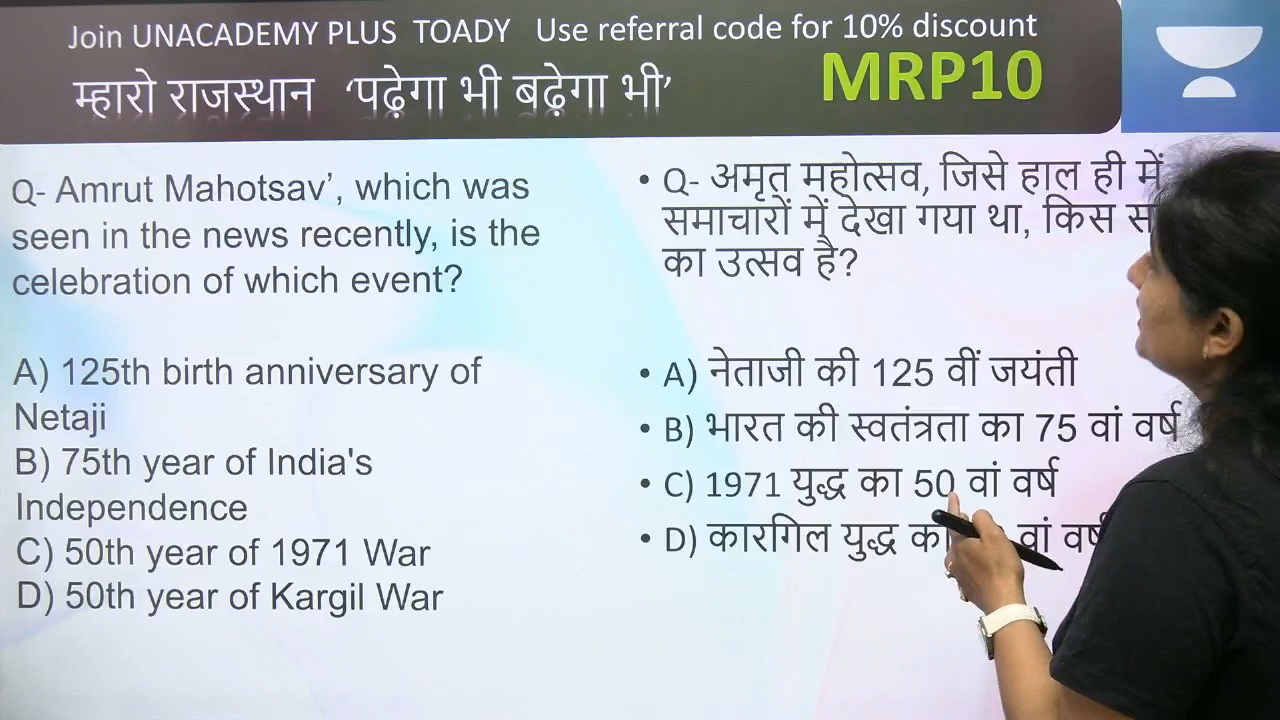 Join UNACADEMY PLUS TOADY Use referral code for 10% discount
म्हारो राजस्थान ‘पढ़ेगा भी बढ़ेगा भी’ MRP10
Q- Amrut Mahotsav’, which was
seen in the news recently, is the
celebration of which event?
A) 125th birth anniversary of
Netaji
B) 75th year of India's
Independence
C) 50th year of 1971 War
D) 50th year of Kargil War
• Q- अमृत महोत्सव, जिसे हाल ही में
समाचारों में देखा गया था, किस
का उत्सव है?
• A) नेताजी की 125 वीं जयंती
• B) भारत की स्वतंत्रता का 75 वां वर्ष
• C) 1971 युद्ध का 50 वां वर्ष
• D) कारगिल युद्ध का वां वर्ष